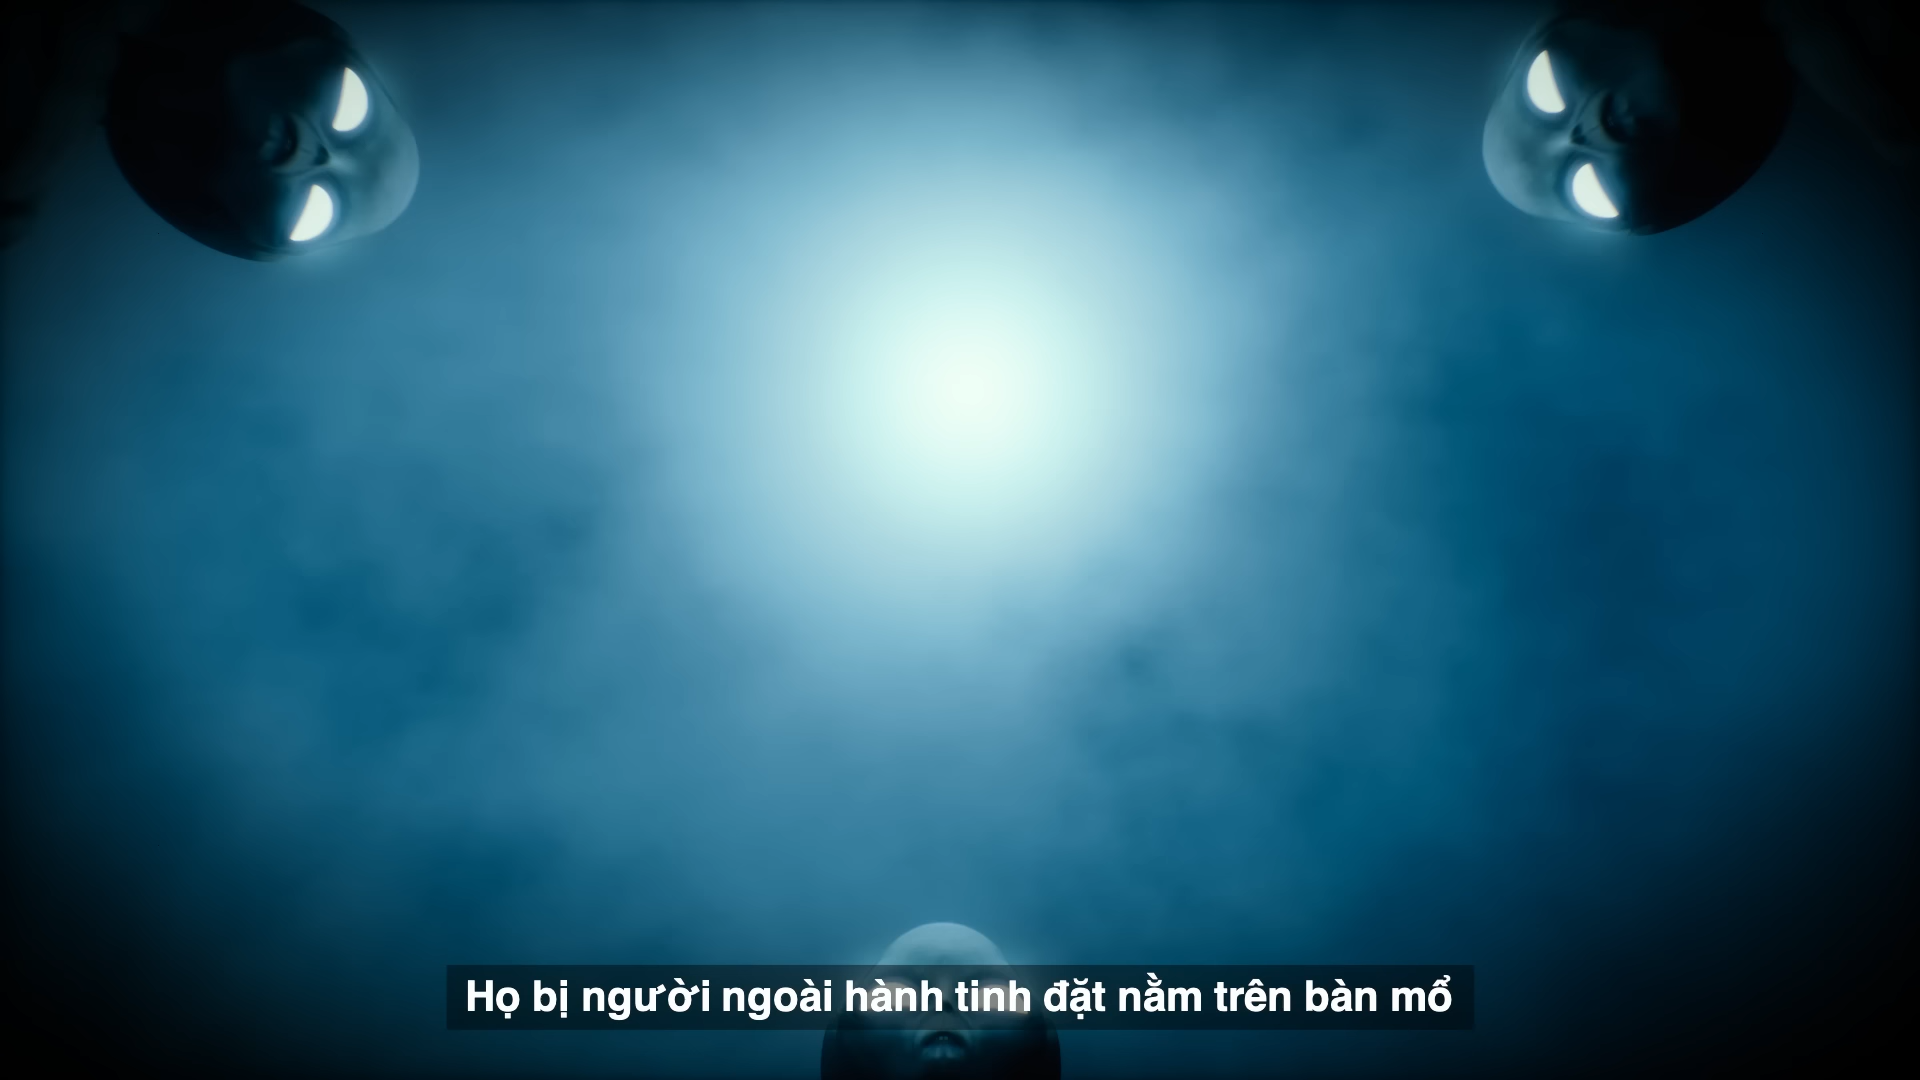 Họ bị người ngoài hành tinh đặt nằm trên bàn mổ